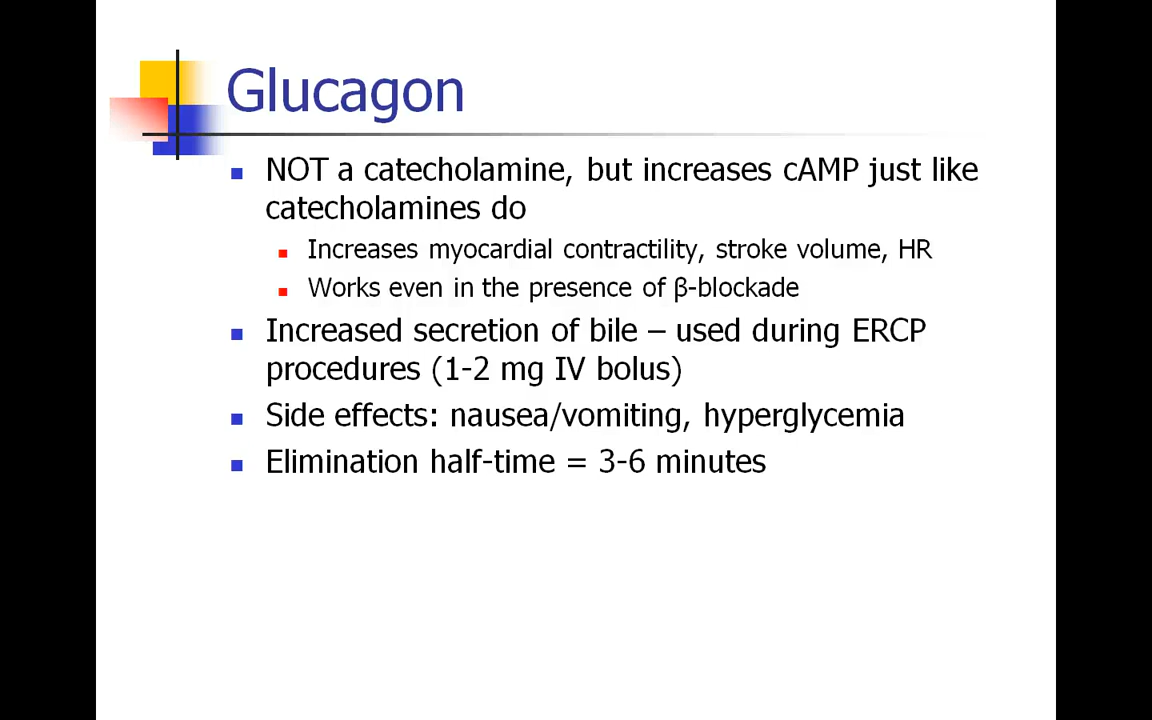 Glucagon
NOT a catecholamine, but increases cAMP just like
catecholamines do
Increases myocardial contractility, stroke volume, HR
Works even in the presence of β-blockade
Increased secretion of bile – used during ERCP
procedures (1-2 mg IV bolus)
Side effects: nausea/vomiting, hyperglycemia
Elimination half-time = 3-6 minutes